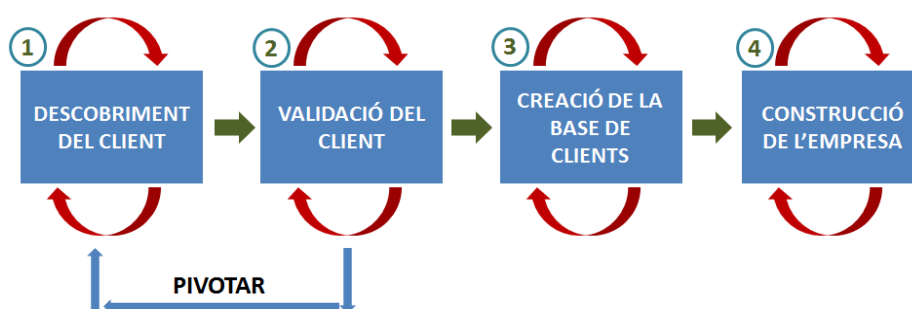 1
DESCOBRIMENT
DEL CLIENT
2
VALIDACIÓ DEL
CLIENT
3
CREACIÓ DE LA
BASE DE
CLIENTS
4
CONSTRUCCIÓ
DE L’EMPRESA
PIVOTAR